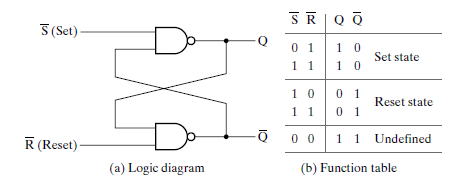 S̅ (Set)
Q
R̅ (Reset)
Q̅
(a) Logic diagram
S̅ R̅ Q Q̅
0 1 1 0
1 1 1 0
Set state
1 0 0 1
1 1 0 1
Reset state
0 0 1 1 Undefined
(b) Function table